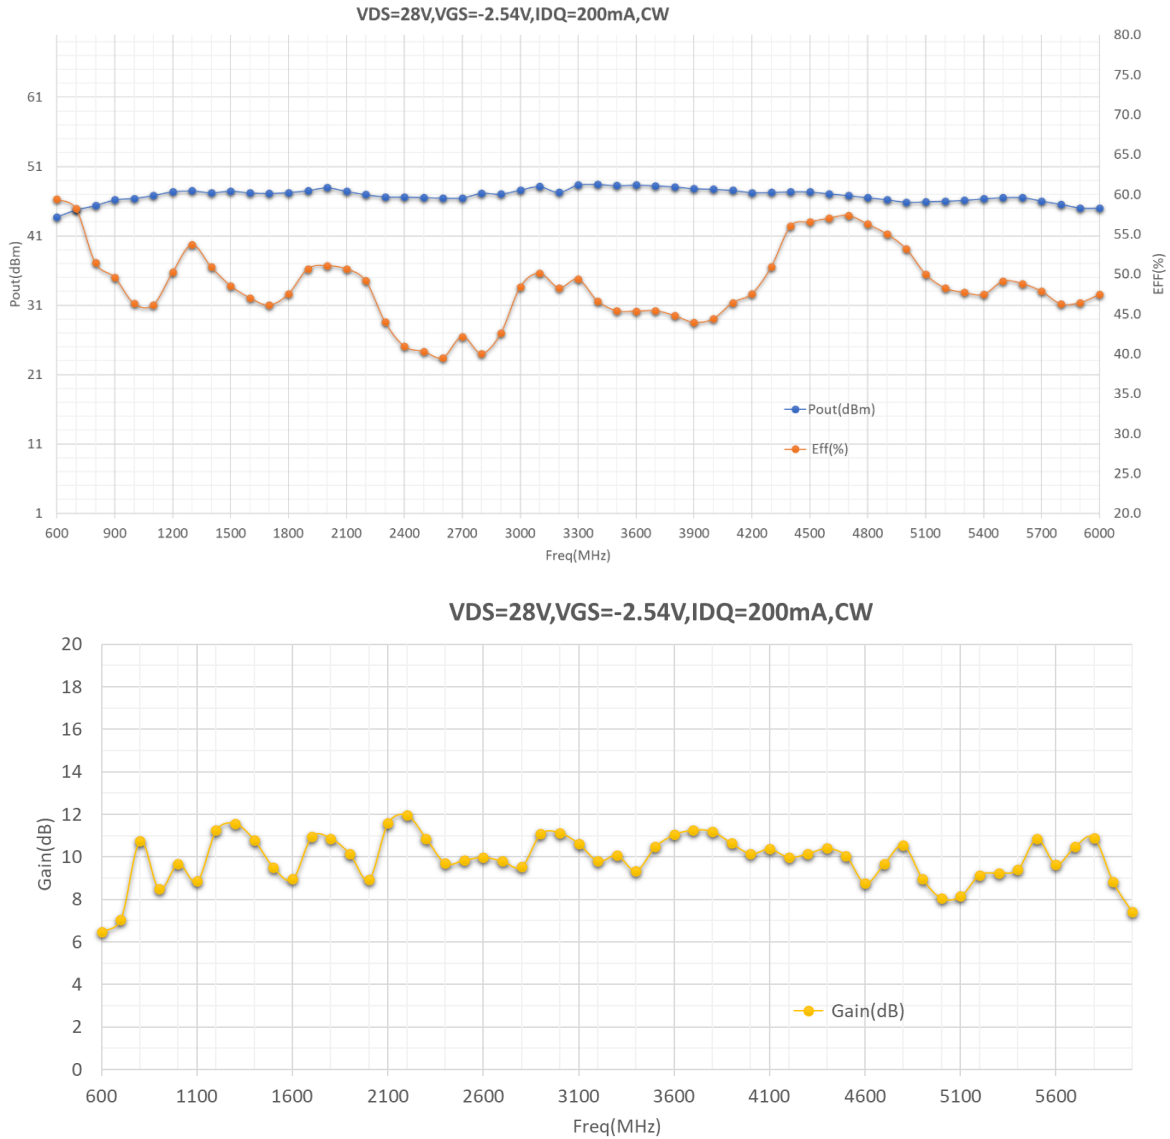 VDS=28V,VGS=-2.54V,IDQ=200mA,CW
80.0
75.0
61
70.0
65.0
51
60.0
41
55.0
50.0
31
45.0
40.0
21
35.0
30.0
11
25.0
1
20.0
Pout(dBm)
EFF(%)
Pout(dBm)
Eff(%)
600 900 1200 1500 1800 2100 2400 2700 3000 3300 3600 3900 4200 4500 4800 5100 5400 5700 6000
Freq(MHz)
VDS=28V,VGS=-2.54V,IDQ=200mA,CW
20
18
16
14
12
10
8
6
4
2
0
Gain(dB)
Gain(dB)
600 1100 1600 2100 2600 3100 3600 4100 4600 5100 5600
Freq(MHz)